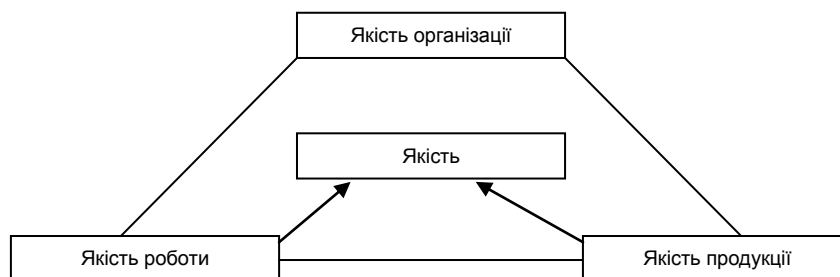 Якість організації
Якість
Якість роботи
Якість продукції